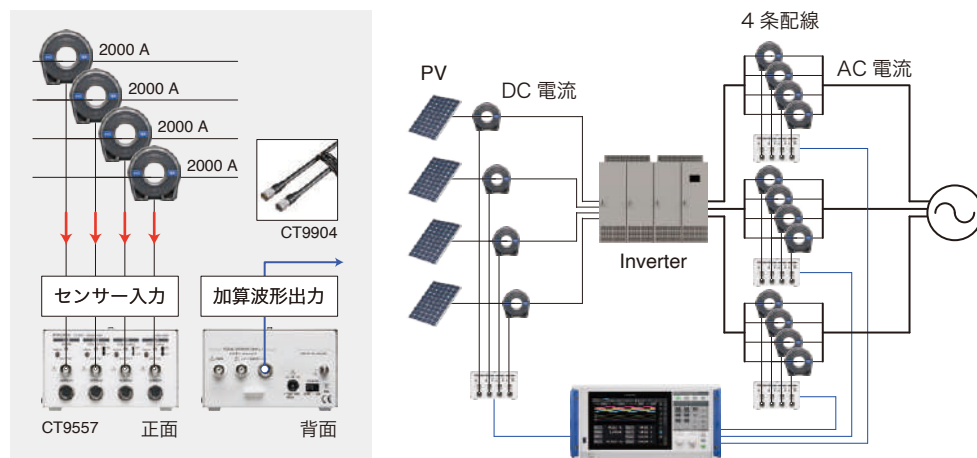 2000 A
2000 A
2000 A
2000 A
CT9904
センサー入力
加算波形出力
CT9557
正面
背面
PV
DC 電流
Inverter
4 条配線
AC 電流